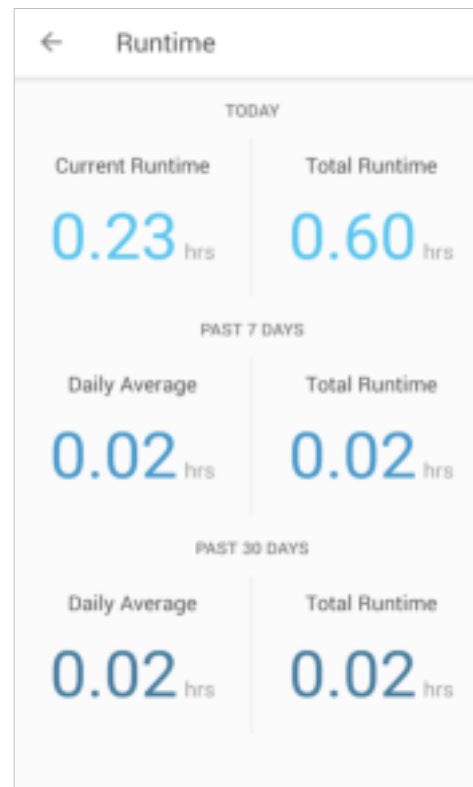 Runtime
TODAY
Current Runtime Total Runtime
0.23 hrs 0.60 hrs
PAST 7 DAYS
Daily Average Total Runtime
0.02 hrs 0.02 hrs
PAST 30 DAYS
Daily Average Total Runtime
0.02 hrs 0.02 hrs